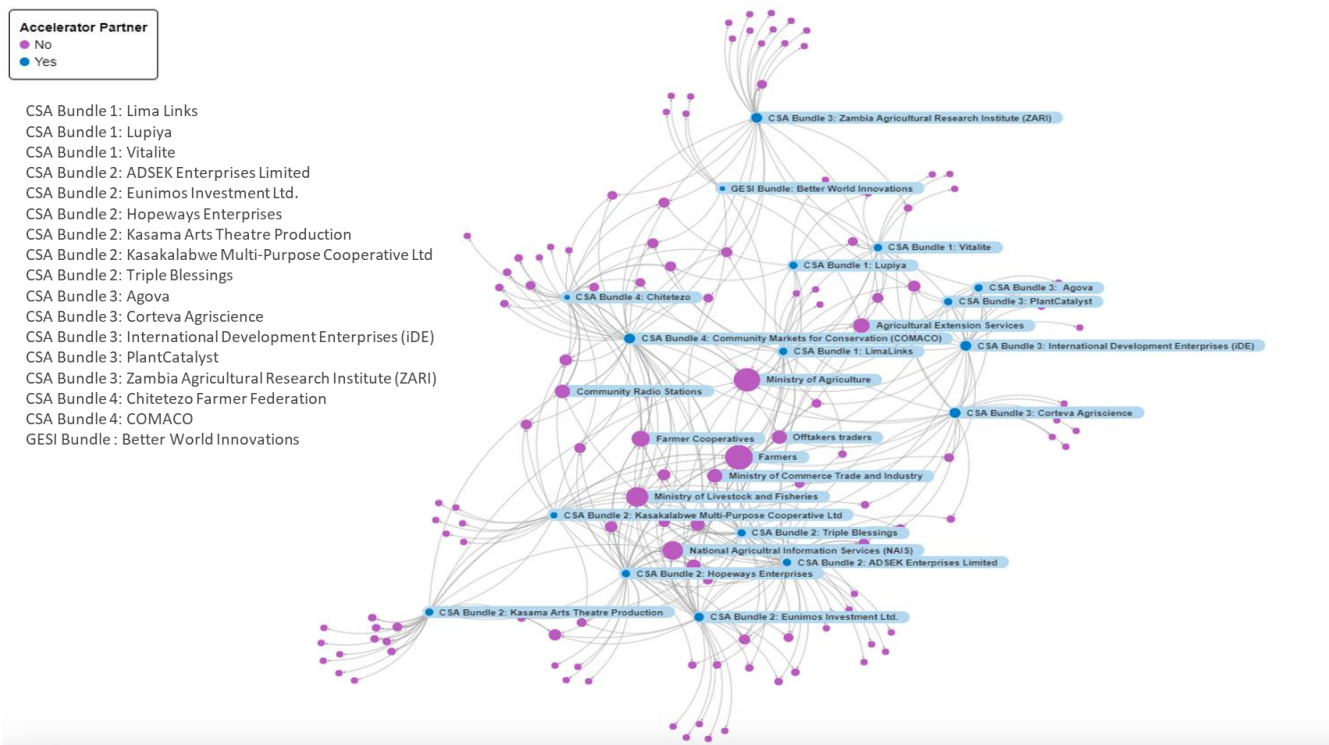 Accelerator Partner
No
Yes
CSA Bundle 1: Lima Links
CSA Bundle 1: Lupiya
CSA Bundle 1: Vitalite
CSA Bundle 2: ADSEK Enterprises Limited
CSA Bundle 2: Eunimos Investment Ltd.
CSA Bundle 2: Hopeways Enterprises
CSA Bundle 2: Kasama Arts Theatre Production
CSA Bundle 2: Kasakalabwe Multi-Purpose Cooperative Ltd
CSA Bundle 2: Triple Blessings
CSA Bundle 3: Agova
CSA Bundle 3: Corteva Agriscience
CSA Bundle 3: International Development Enterprises (iDE)
CSA Bundle 3: PlantCatalyst
CSA Bundle 3: Zambia Agricultural Research Institute (ZARI)
CSA Bundle 4: Chitetezo Farmer Federation
CSA Bundle 4: COMACO
GESI Bundle : Better World Innovations
CSA Bundle 3: Zambia Agricultural Research Institute (ZARI)
GESI Bundle: Better World Innovations
CSA Bundle 1: Vitalite
CSA Bundle 1: Lupiya
CSA Bundle 3: Agova
CSA Bundle 4: Chitetezo
CSA Bundle 3: PlantCatalyst
Agricultural Extension Services
CSA Bundle 4: Community Markets for Conservation (COMACO)
CSA Bundle 3: International Development Enterprises (iDE)
CSA Bundle 1: LimaLinks
Ministry of Agriculture
Community Radio Stations
CSA Bundle 3: Corteva Agriscience
Farmer Cooperatives
Offtakers traders
Farmers
Ministry of Commerce Trade and Industry
Ministry of Livestock and Fisheries
CSA Bundle 2: Kasakalabwe Multi-Purpose Cooperative Ltd
CSA Bundle 2: Triple Blessings
National Agricultral Information Services (NAIS)
CSA Bundle 2: ADSEK Enterprises Limited
CSA Bundle 2: Hopeways Enterprises
CSA Bundle 2: Kasama Arts Theatre Production
CSA Bundle 2: Eunimos Investment Ltd.